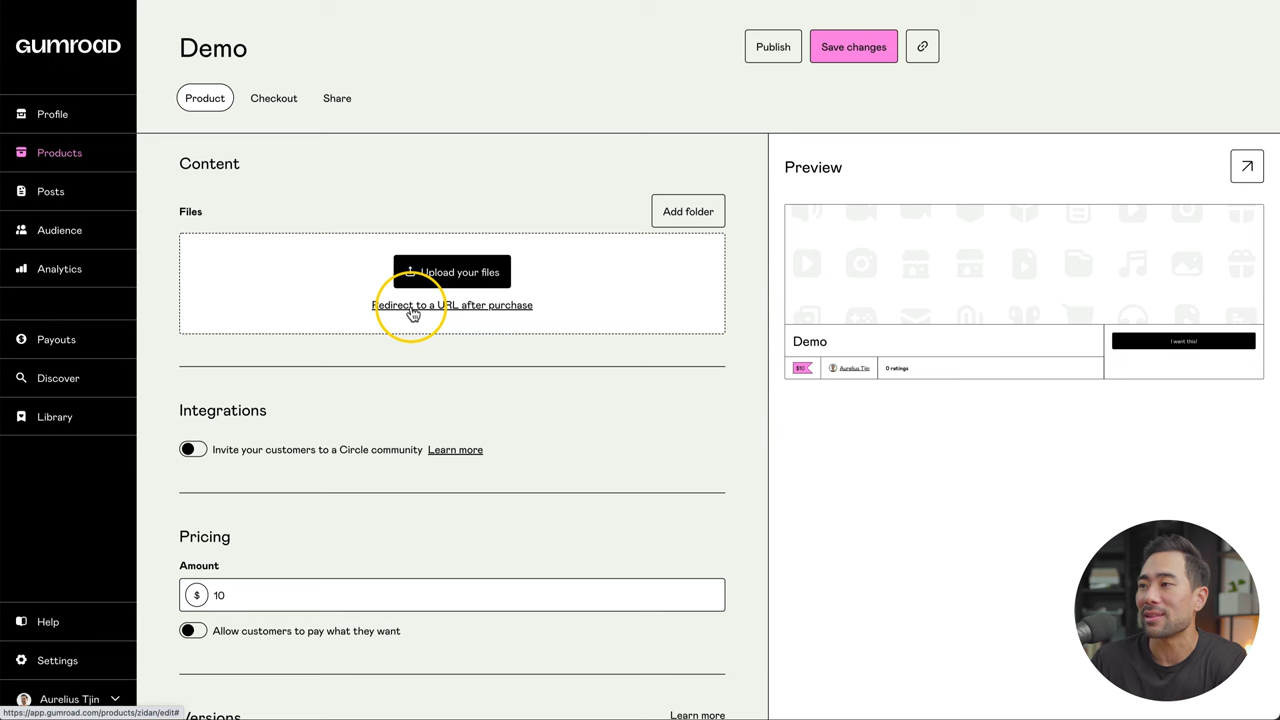 GUMROAD
Profile
Products
Posts
Audience
Analytics
Payouts
Discover
Library
Help
Settings
Aurelius Tjin
https://app.gumroad.com/products/zidan/edit#
Demo
Publish
Save changes
Product
Checkout
Share
Content
Files
Add folder
Upload your files
Redirect to a URL after purchase
Integrations
Invite your customers to a Circle community Learn more
Pricing
Amount
$ 10
Allow customers to pay what they want
Versions
Learn more
Preview
Demo
I want this!
$10
Aurelius Tjin
0 ratings